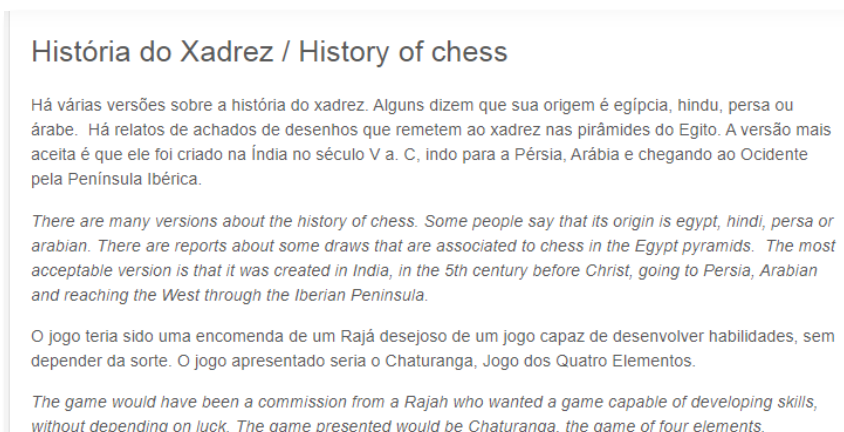 História do Xadrez / History of chess
Há várias versões sobre a história do xadrez. Alguns dizem que sua origem é egípcia, hindu, persa ou
árabe.  Há relatos de achados de desenhos que remetem ao xadrez nas pirâmides do Egito. A versão mais
aceita é que ele foi criado na Índia no século V a. C, indo para a Pérsia, Arábia e chegando ao Ocidente
pela Península Ibérica.
There are many versions about the history of chess. Some people say that its origin is egypt, hindi, persa or
arabian. There are reports about some draws that are associated to chess in the Egypt pyramids.  The most
acceptable version is that it was created in India, in the 5th century before Christ, going to Persia, Arabian
and reaching the West through the Iberian Peninsula.
O jogo teria sido uma encomenda de um Rajá desejoso de um jogo capaz de desenvolver habilidades, sem
depender da sorte. O jogo apresentado seria o Chaturanga, Jogo dos Quatro Elementos.
The game would have been a commission from a Rajah who wanted a game capable of developing skills,
without depending on luck. The game presented would be Chaturanga, the game of four elements.